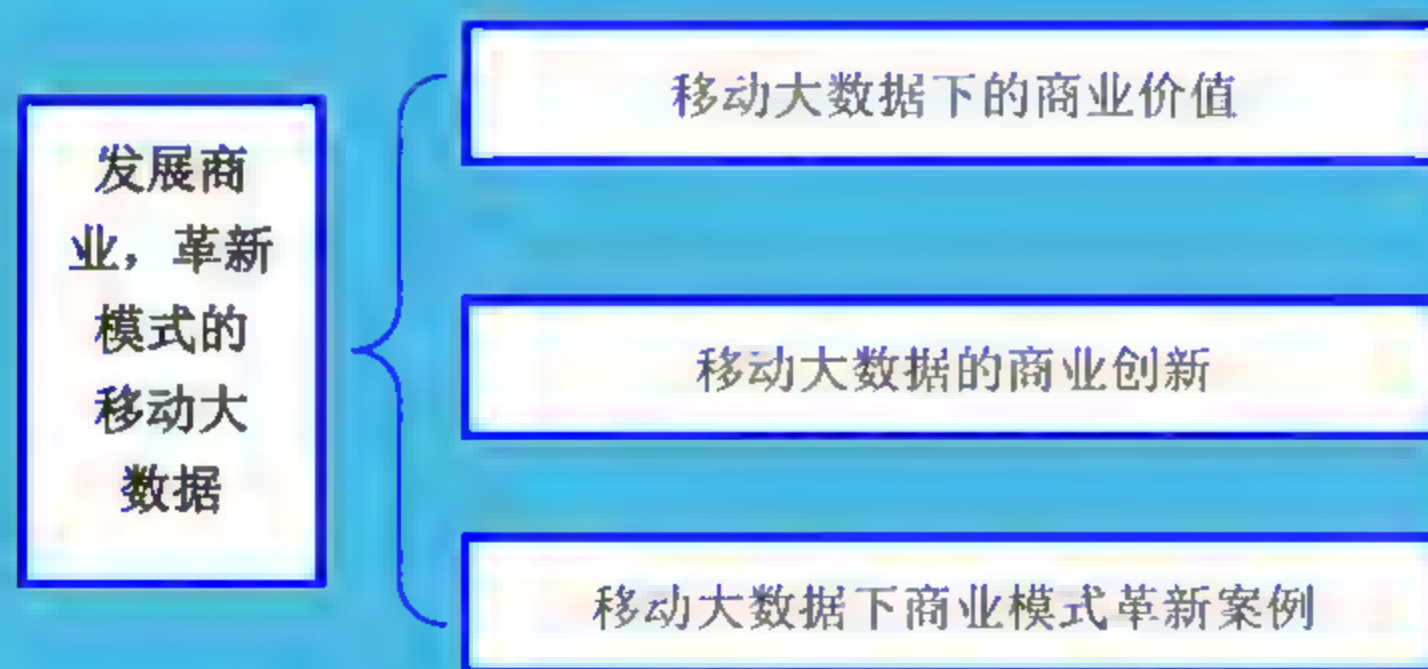 发展商
业，革新
模式的
移动大
数据
移动大数据下的商业价值
移动大数据的商业创新
移动大数据下商业模式革新案例